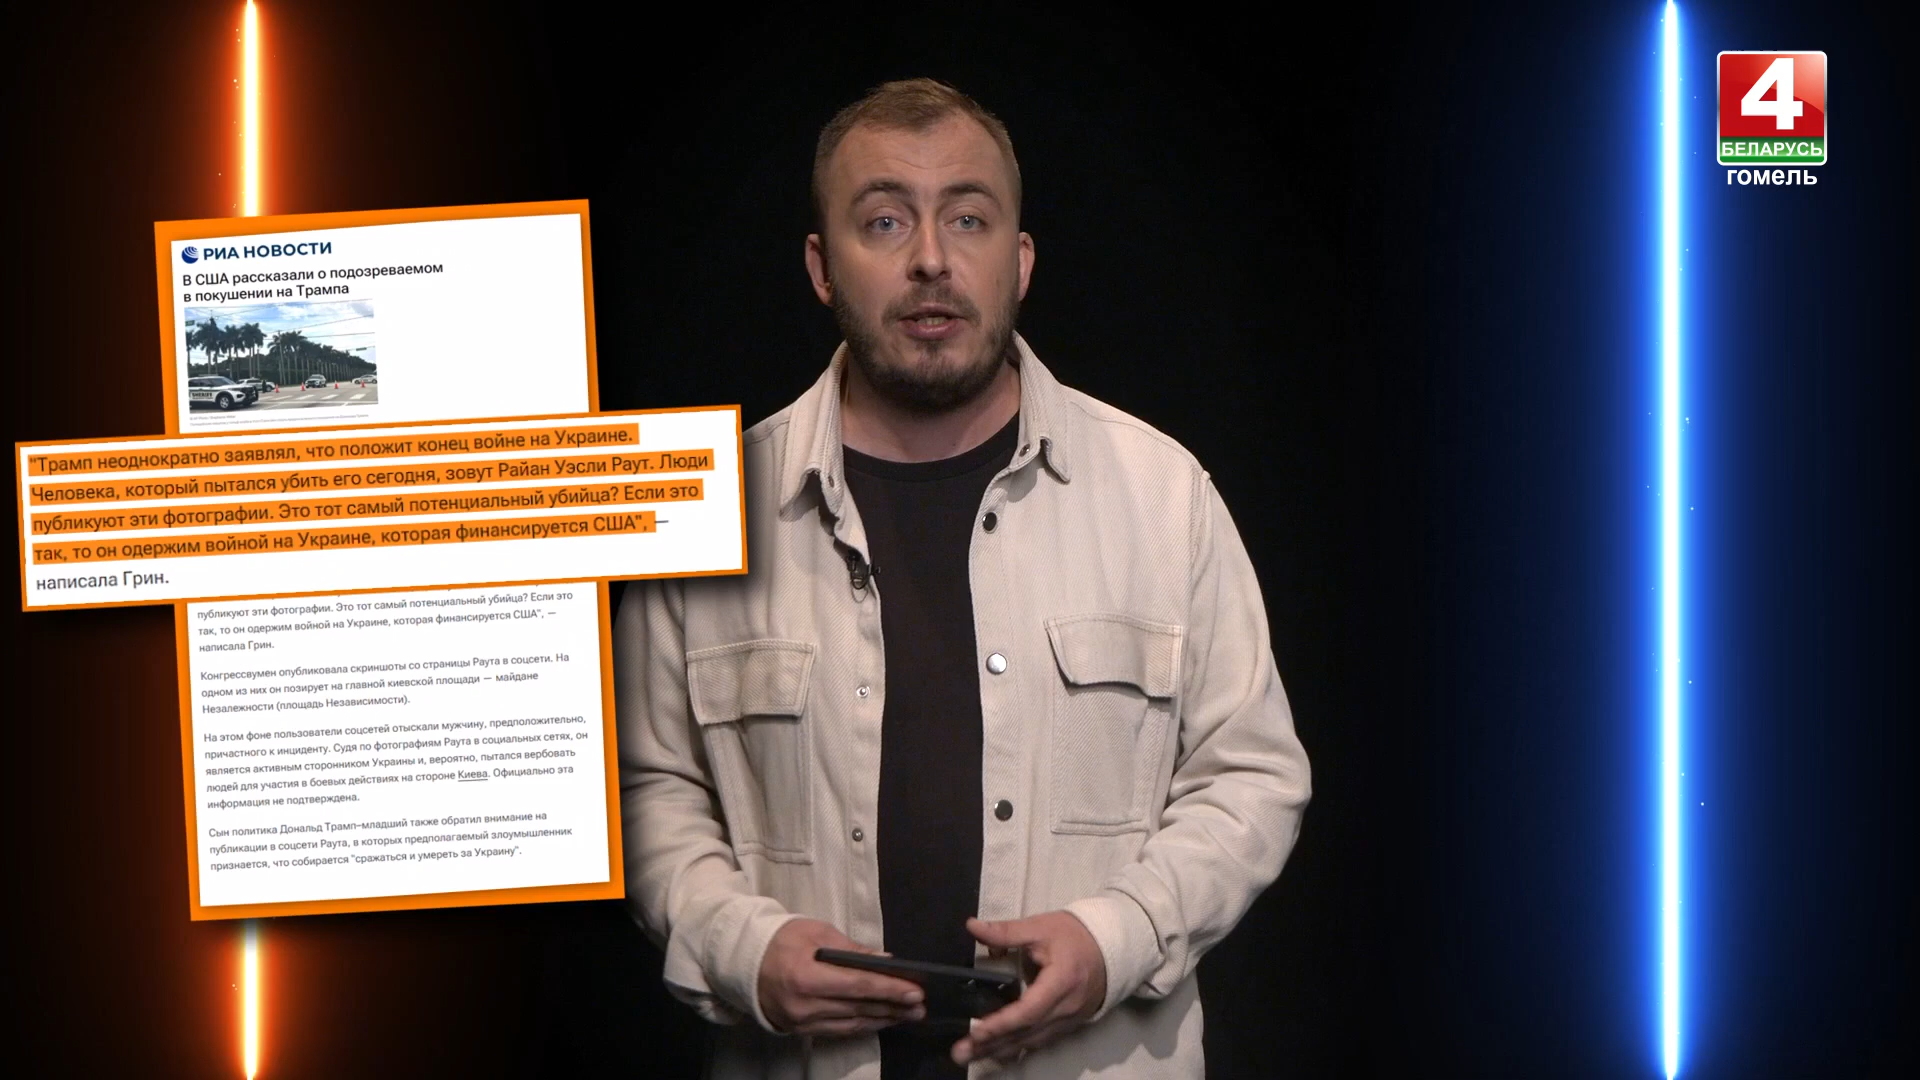 4
БЕЛАРУСЬ
гомель
РИА НОВОСТИ
В США рассказали о подозреваемом
в покушении на Трампа
SHERIFF
"Трамп неоднократно заявлял, что положит конец войне на Украине.
Человека, который пытался убить его сегодня, зовут Райан Уэсли Раут. Люди
публикуют эти фотографии. Это тот самый потенциальный убийца? Если это
так, то он одержим войной на Украине, которая финансируется США", —
написала Грин.
публикуют эти фотографии. Это тот самый потенциальный убийца? Если это
так, то он одержим войной на Украине, которая финансируется США", —
написала Грин.
Конгрессвумен опубликовала скриншоты со страницы Раута в соцсети. На
одном из них он позирует на главной киевской площади — майдане
Незалежности (площадь Независимости).
На этом фоне пользователи соцсетей отыскали мужчину, предположительно,
причастного к инциденту. Судя по фотографиям Раута в социальных сетях, он
является активным сторонником Украины и, вероятно, пытался вербовать
людей для участия в боевых действиях на стороне Киева. Официально эта
информация не подтверждена.
Сын политика Дональд Трамп-младший также обратил внимание на
публикации в соцсети Раута, в которых предполагаемый злоумышленник
признается, что собирается "сражаться и умереть за Украину".